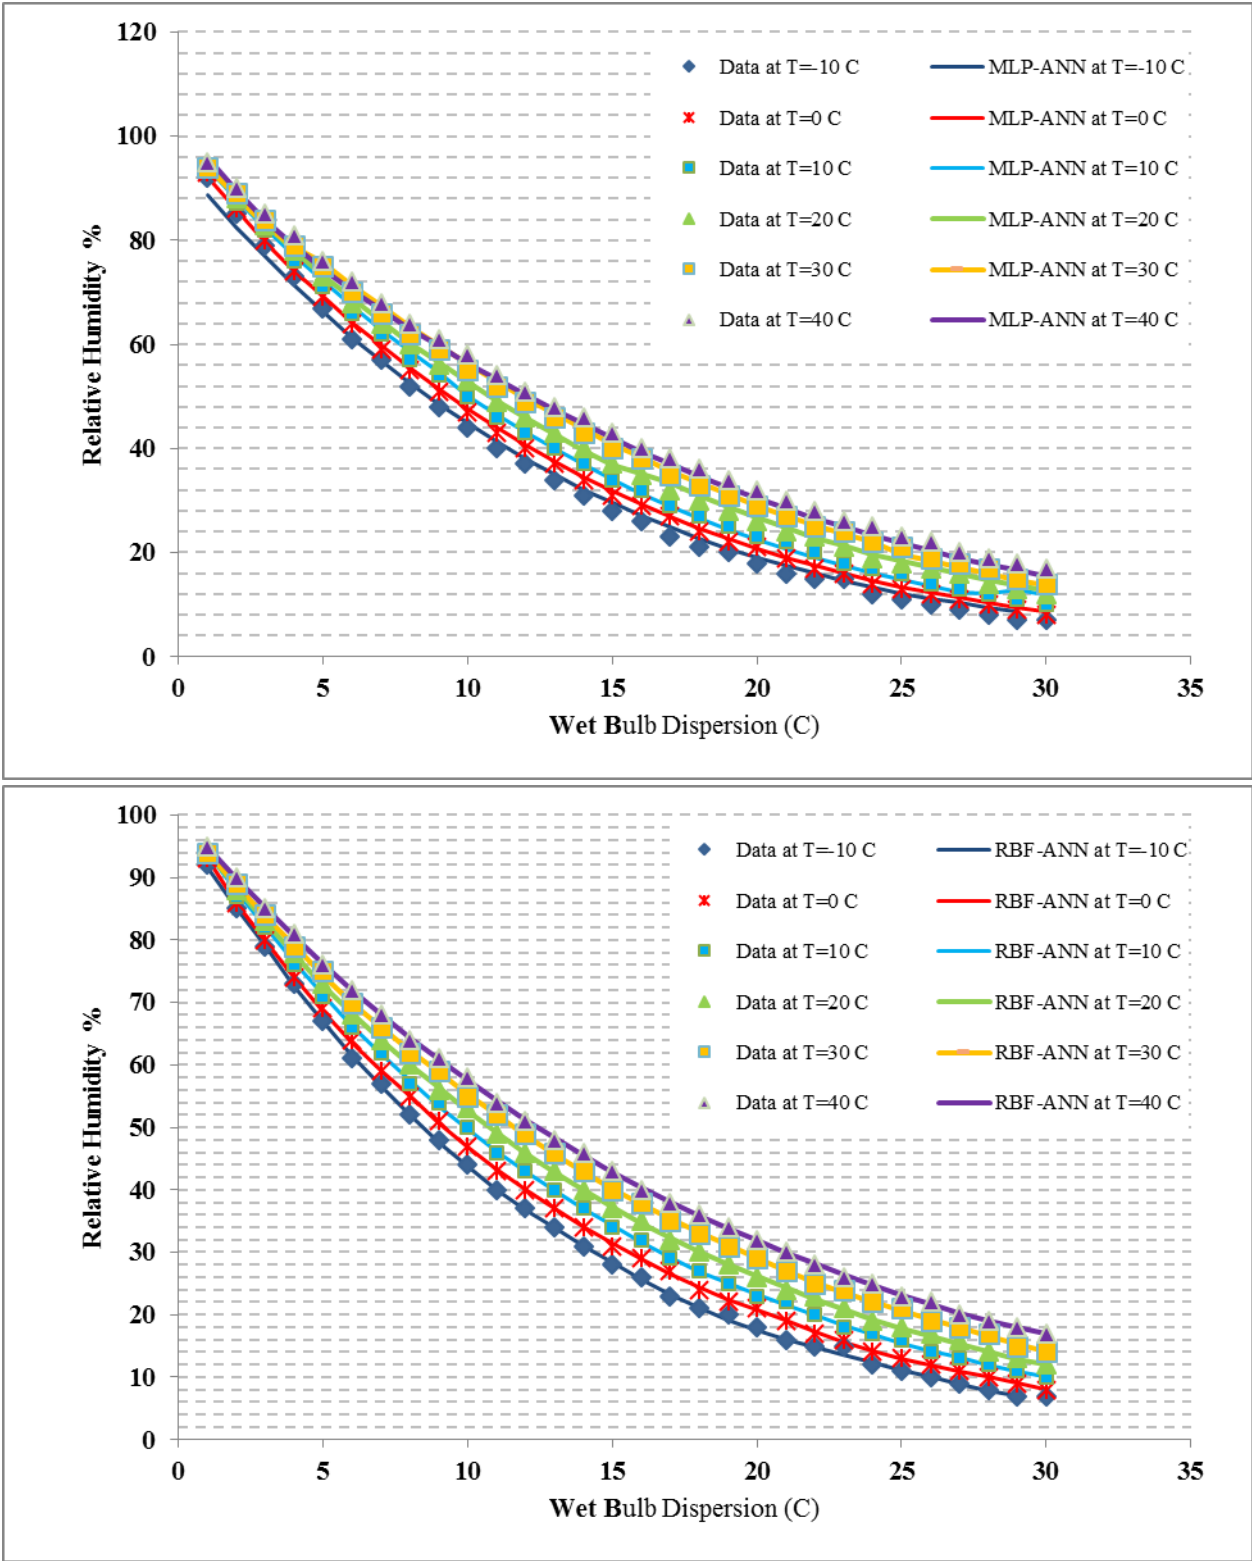 120
100
80
60
40
20
0
Relative Humidity %
Data at T=-10 C MLP-ANN at T=-10 C
Data at T=0 C MLP-ANN at T=0 C
Data at T=10 C MLP-ANN at T=10 C
Data at T=20 C MLP-ANN at T=20 C
Data at T=30 C MLP-ANN at T=30 C
Data at T=40 C MLP-ANN at T=40 C
0 5 10 15 20 25 30 35
Wet Bulb Dispersion (C)
100
90
80
70
60
50
40
30
20
10
0
Relative Humidity %
Data at T=-10 C RBF-ANN at T=-10 C
Data at T=0 C RBF-ANN at T=0 C
Data at T=10 C RBF-ANN at T=10 C
Data at T=20 C RBF-ANN at T=20 C
Data at T=30 C RBF-ANN at T=30 C
Data at T=40 C RBF-ANN at T=40 C
0 5 10 15 20 25 30 35
Wet Bulb Dispersion (C)